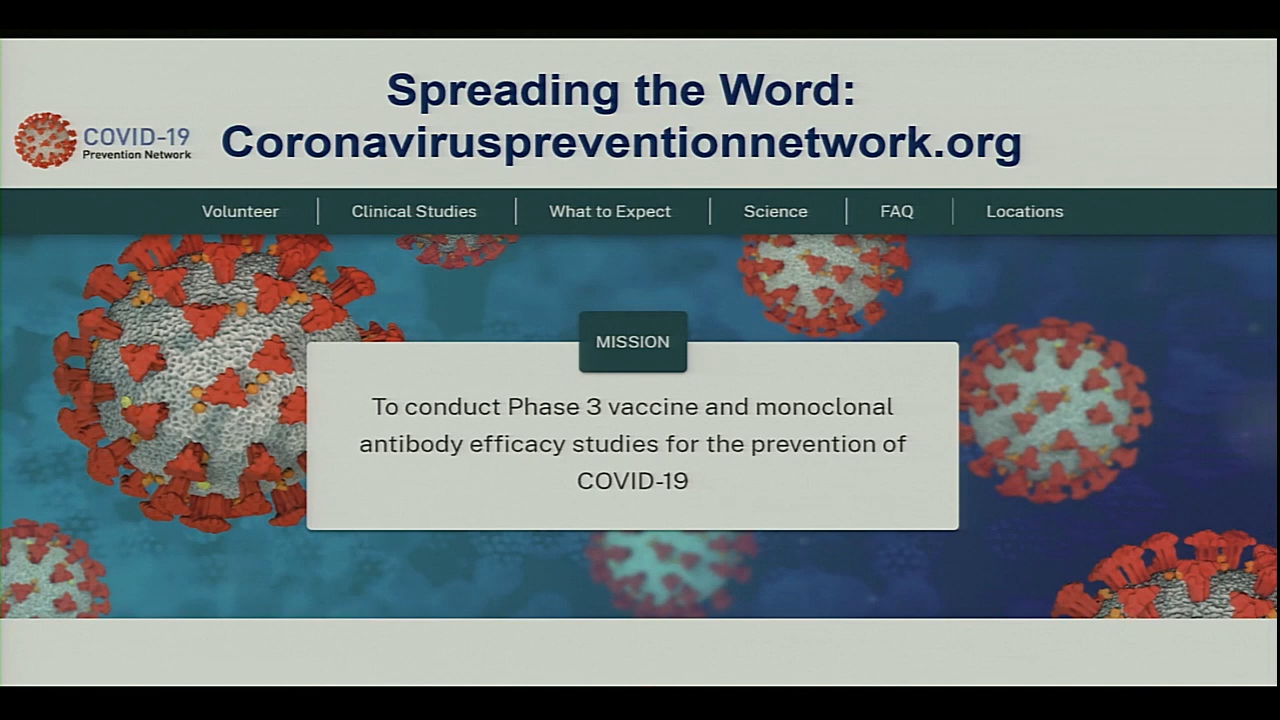 Spreading the Word:
Coronaviruspreventionnetwork.org
COVID-19
Prevention Network
Volunteer
Clinical Studies
What to Expect
Science
FAQ
Locations
MISSION
To conduct Phase 3 vaccine and monoclonal
antibody efficacy studies for the prevention of
COVID-19